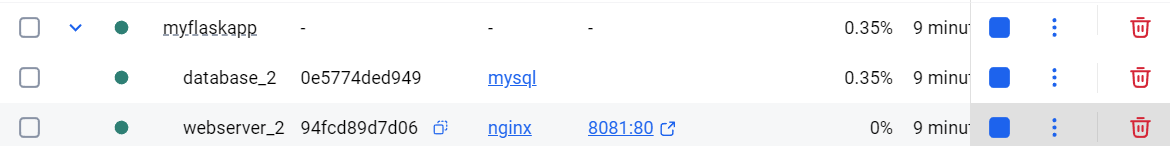 myflaskapp - - - 0.35% 9 minut
database_2 0e5774ded949 mysql 0.35% 9 minut
webserver_2 94fcd89d7d06 nginx 8081:80 0% 9 minut